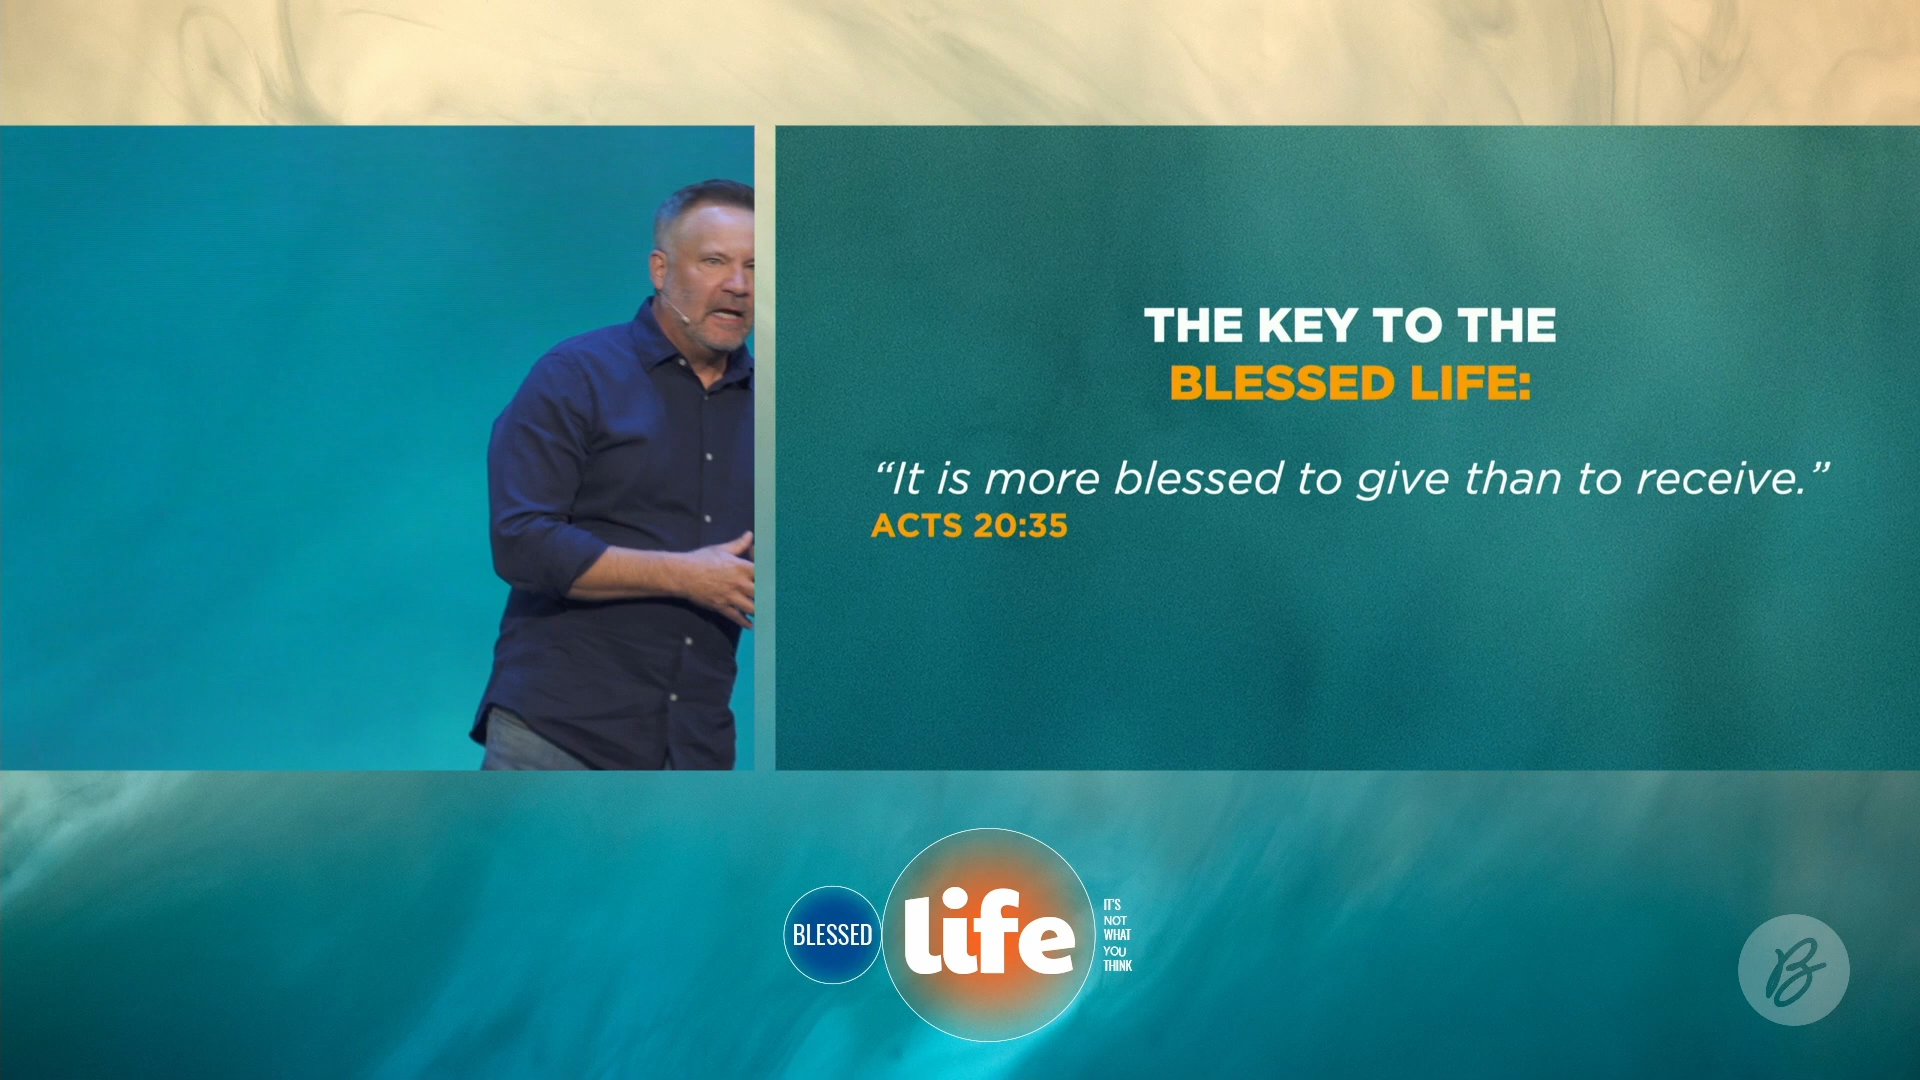 THE KEY TO THE
BLESSED LIFE:
“It is more blessed to give than to receive.”
ACTS 20:35
BLESSED
life
IT'S
NOT
WHAT
YOU
THINK
B